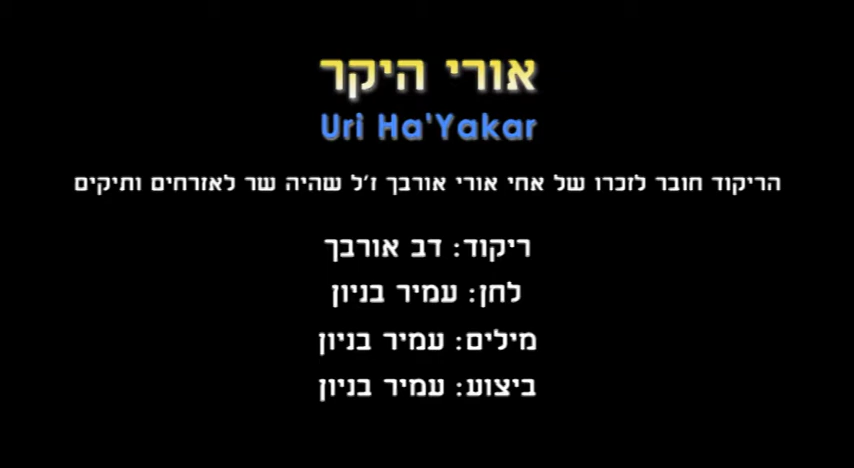 אורי היקר
Uri Ha'Yakar
הריקוד חובר לזכרו של אחי אורי אורבך ז'ל שהיה שר לאזרחים ותיקים
ריקוד: דב אורבך
לחן: עמיר בניון
מילים: עמיר בניון
ביצוע: עמיר בניון